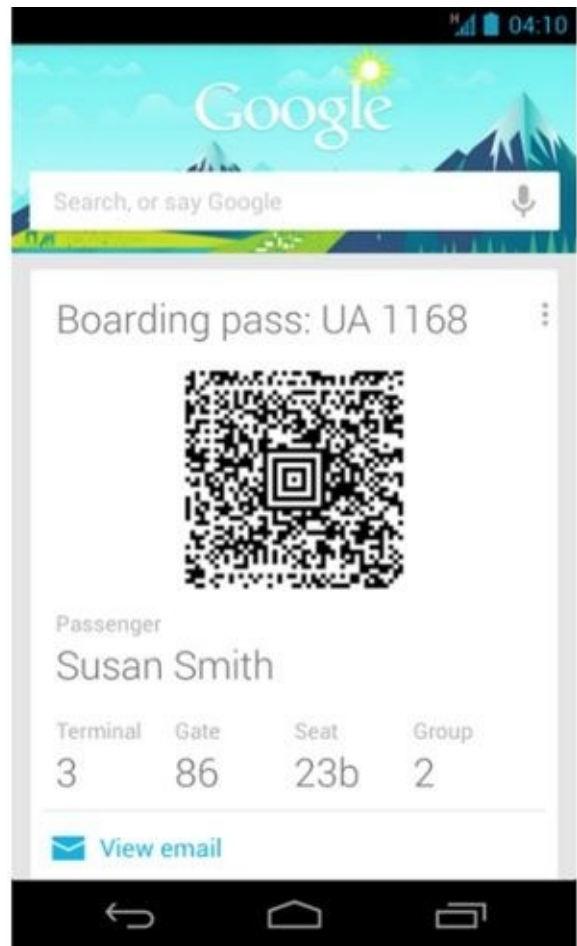 H 04:10
Google
Search, or say Google
Boarding pass: UA 1168
Passenger
Susan Smith
Terminal Gate Seat Group
3 86 23b 2
View email